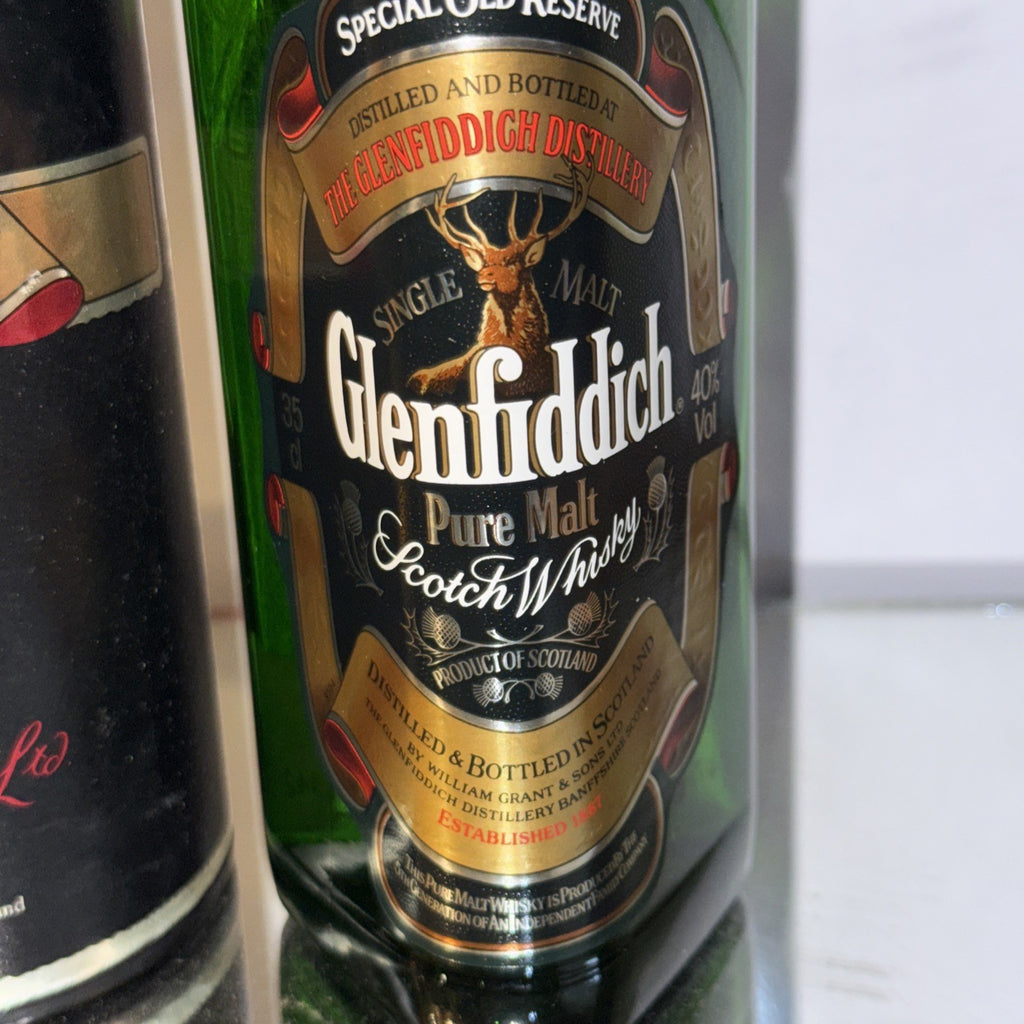 SPECIAL OLD RESERVE
DISTILLED AND BOTTLED AT
THE GLENFIDDICH DISTILLERY
SINGLE MALT
Glenfiddich®
35 cl
40% Vol
Pure Malt
Scotch Whisky
PRODUCT OF SCOTLAND
DISTILLED & BOTTLED IN SCOTLAND
BY WILLIAM GRANT & SONS LTD
THE GLENFIDDICH DISTILLERY BANFFSHIRE SCOTLAND
ESTABLISHED 1887
THIS PURE MALT WHISKY IS PRODUCED BY THE
5TH GENERATION OF AN INDEPENDENT FAMILY COMPANY
Ltd